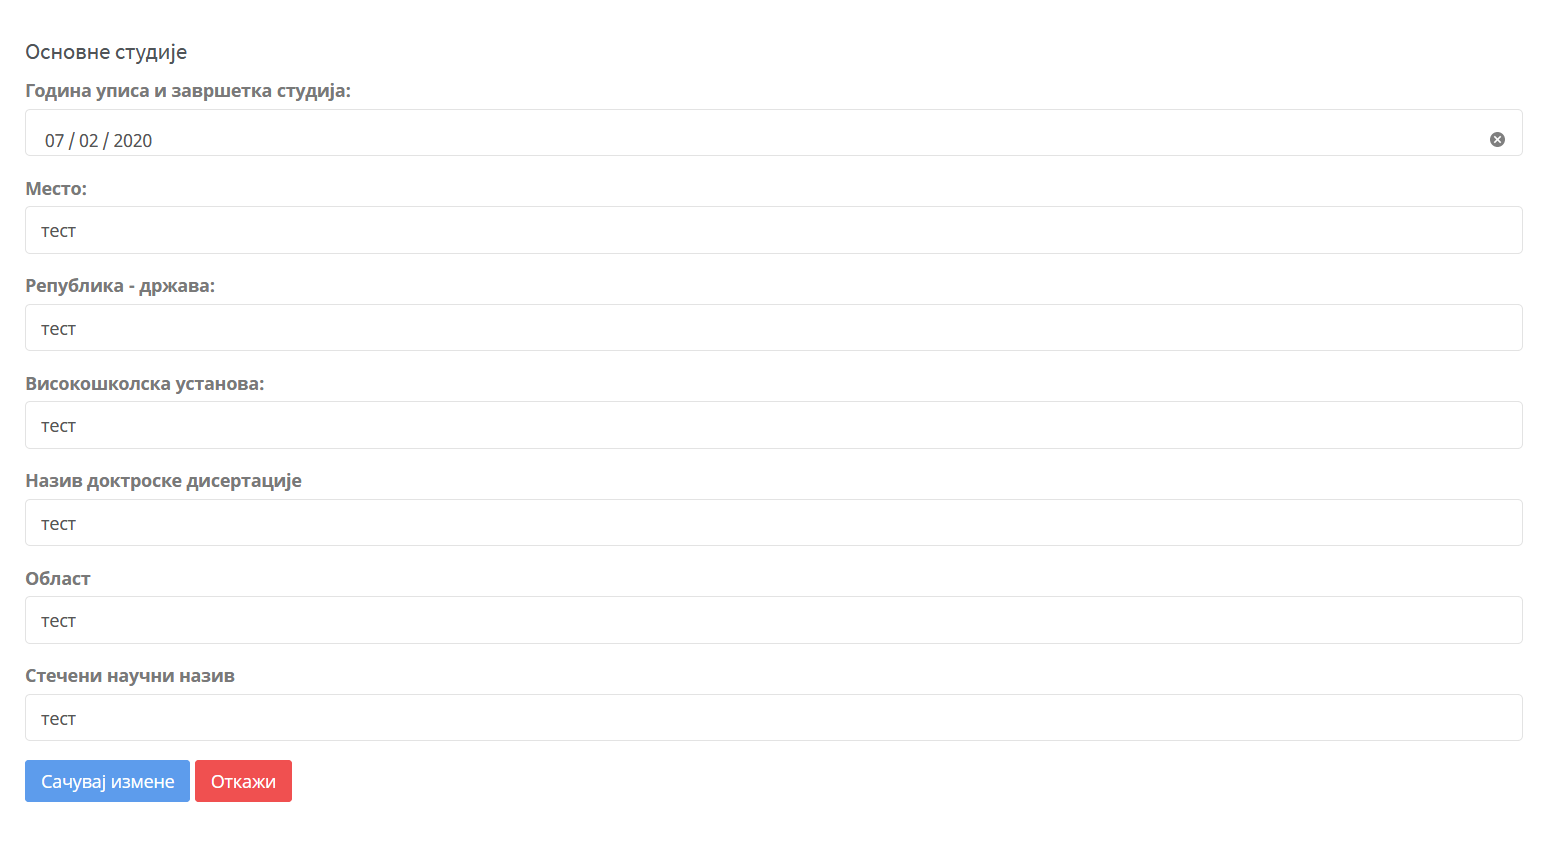 Основне студије
Година уписа и завршетка студија:
07 / 02 / 2020
Место:
тест
Република - држава:
тест
Високошколска установа:
тест
Назив доктроске дисертације
тест
Област
тест
Стечени научни назив
тест
Сачувај измене Откажи